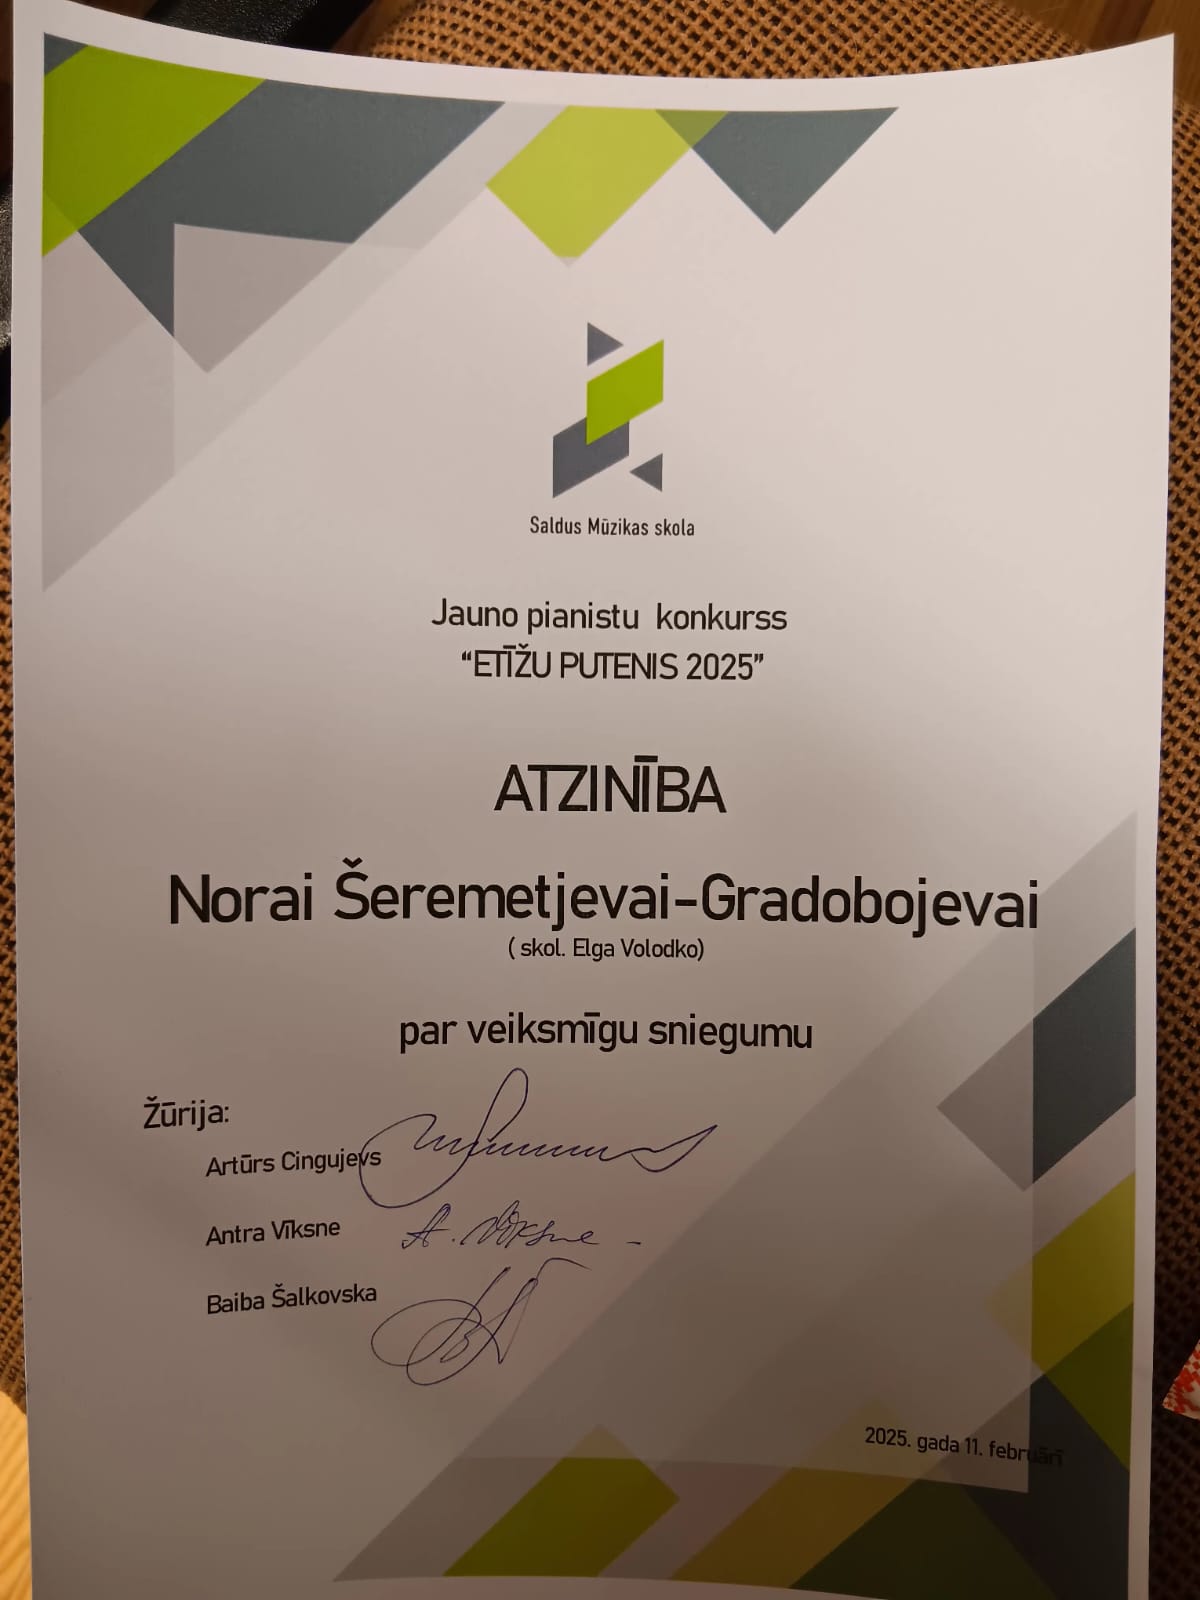 Saldus Mūzikas skola
Jauno pianistu konkurss
“ETĪŽU PUTENIS 2025”
ATZINĪBA
Norai Šeremetjevai-Gradobojevai
( skol. Elga Volodko)
par veiksmīgu sniegumu
Žūrija:
Artūrs Cingujevs
Antra Vīksne A. Vīksne
Baiba Šalkovska
2025. gada 11. februārī